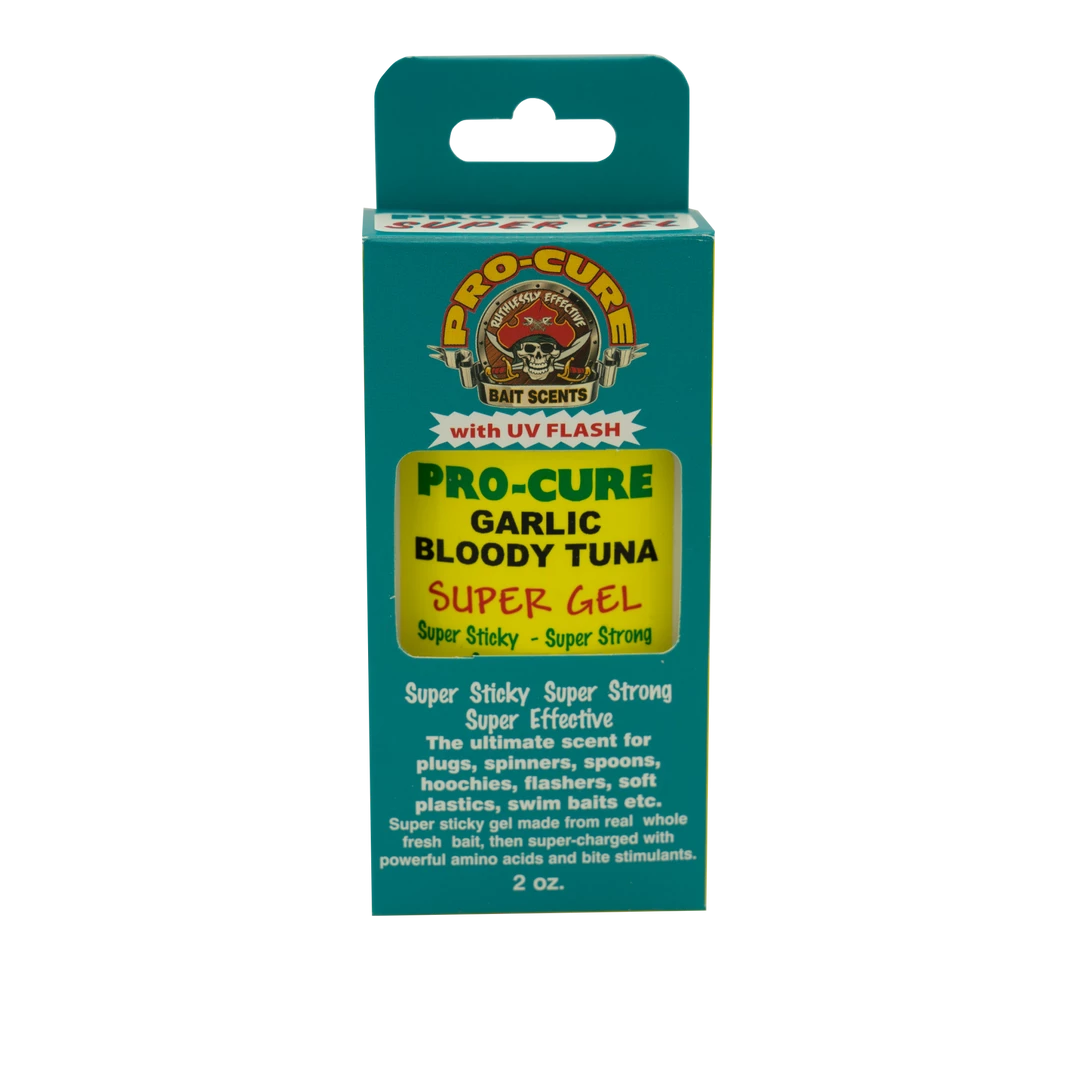 PRO-CURE
SUPER GEL
PRO-CURE
RUTHLESSLY EFFECTIVE
BAIT SCENTS
with UV FLASH
PRO-CURE
GARLIC
BLOODY TUNA
SUPER GEL
Super Sticky - Super Strong
Super Sticky Super Strong
Super Effective
The ultimate scent for
plugs, spinners, spoons,
hoochies, flashers, soft
plastics, swim baits etc.
Super sticky gel made from real whole
fresh bait, then super-charged with
powerful amino acids and bite stimulants.
2 oz.